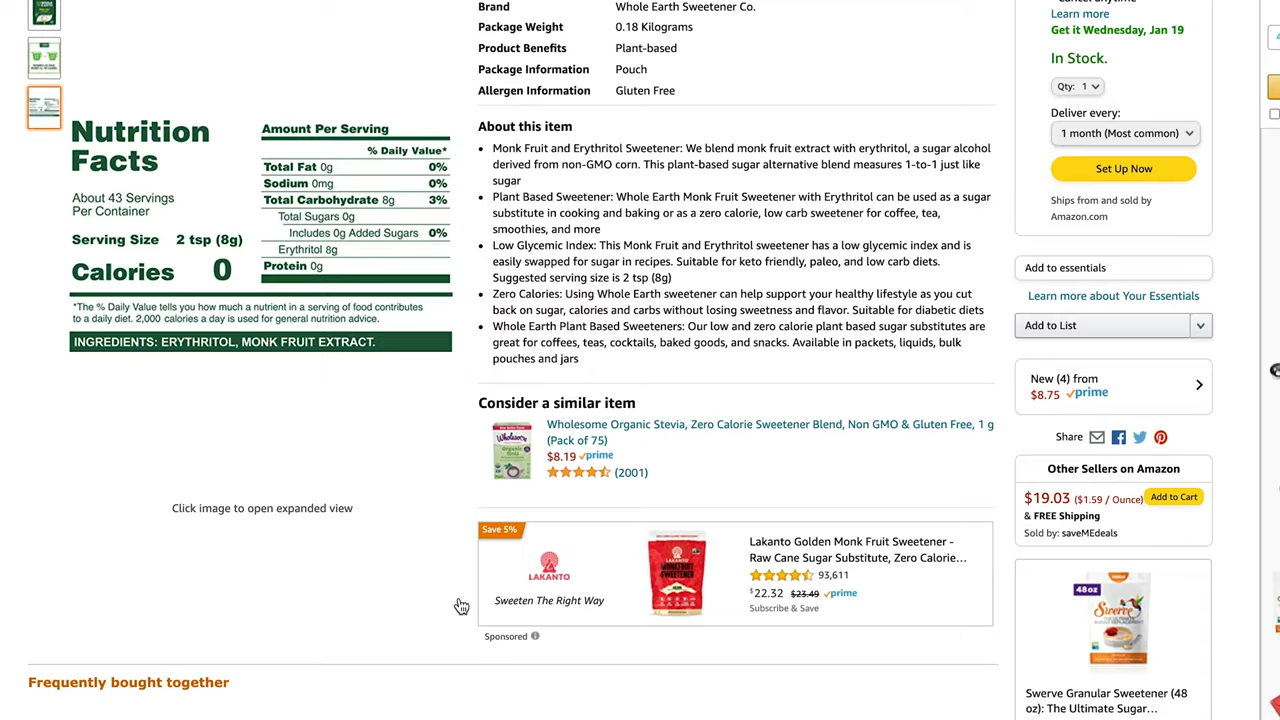 Brand Whole Earth Sweetener Co.
Package Weight 0.18 Kilograms
Product Benefits Plant-based
Package Information Pouch
Allergen Information Gluten Free
Nutrition
Facts
About 43 Servings
Per Container
Serving Size 2 tsp (8g)
Calories 0
Amount Per Serving
% Daily Value*
Total Fat 0g 0%
Sodium 0mg 0%
Total Carbohydrate 8g 3%
Total Sugars 0g
Includes 0g Added Sugars 0%
Erythritol 8g
Protein 0g
*The % Daily Value tells you how much a nutrient in a serving of food contributes
to a daily diet. 2,000 calories a day is used for general nutrition advice.
INGREDIENTS: ERYTHRITOL, MONK FRUIT EXTRACT.
Click image to open expanded view
About this item
• Monk Fruit and Erythritol Sweetener: We blend monk fruit extract with erythritol, a sugar alcohol
derived from non-GMO corn. This plant-based sugar alternative blend measures 1-to-1 just like
sugar
• Plant Based Sweetener: Whole Earth Monk Fruit Sweetener with Erythritol can be used as a sugar
substitute in cooking and baking or as a zero calorie, low carb sweetener for coffee, tea,
smoothies, and more
• Low Glycemic Index: This Monk Fruit and Erythritol sweetener has a low glycemic index and is
easily swapped for sugar in recipes. Suitable for keto friendly, paleo, and low carb diets.
Suggested serving size is 2 tsp (8g)
• Zero Calories: Using Whole Earth sweetener can help support your healthy lifestyle as you cut
back on sugar, calories and carbs without losing sweetness and flavor. Suitable for diabetic diets
• Whole Earth Plant Based Sweeteners: Our low and zero calorie plant based sugar substitutes are
great for coffees, teas, cocktails, baked goods, and snacks. Available in packets, liquids, bulk
pouches and jars
Consider a similar item
Wholesome Organic Stevia, Zero Calorie Sweetener Blend, Non GMO & Gluten Free, 1 g
(Pack of 75)
$8.19 prime
(2001)
Save 5%
LAKANTO
Sweeten The Right Way
LAKANTO
MONKFRUIT
SWEETENER
Lakanto Golden Monk Fruit Sweetener -
Raw Cane Sugar Substitute, Zero Calorie...
93,611
$22.32 $23.49 prime
Subscribe & Save
Sponsored
Frequently bought together
Learn more
Get it Wednesday, Jan 19
In Stock.
Qty: 1
Deliver every:
1 month (Most common)
Set Up Now
Ships from and sold by
Amazon.com
Add to essentials
Learn more about Your Essentials
Add to List
New (4) from
$8.75 prime
Share
Other Sellers on Amazon
$19.03 ($1.59 / Ounce) Add to Cart
& FREE Shipping
Sold by: saveMEdeals
48oz
Swerve
Swerve Granular Sweetener (48
oz): The Ultimate Sugar...